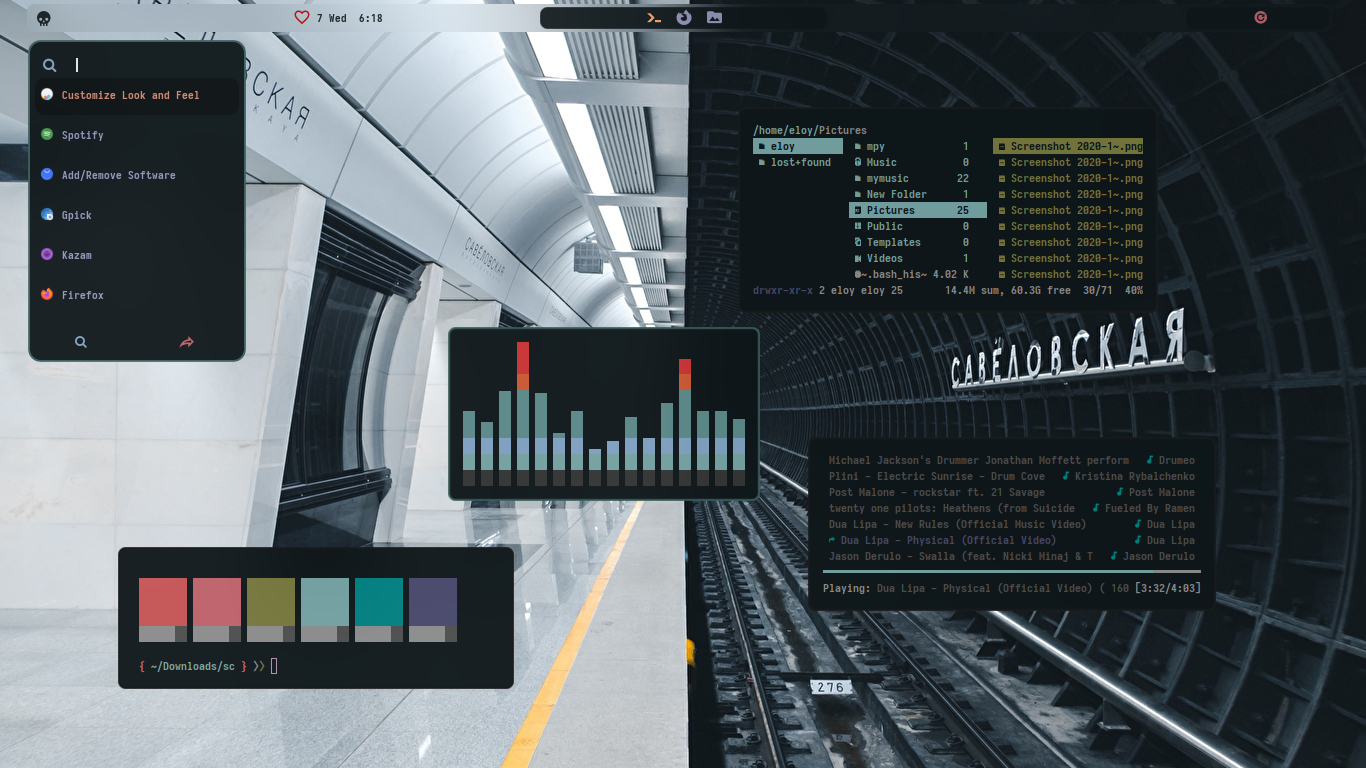 7 Wed 6:18
Customize Look and Feel
Spotify
Add/Remove Software
Gpick
Kazam
Firefox
СКАЯ
KAYA
САВЁЛОВСКАЯ
/home/eloy/Pictures
eloy mpy 1 Screenshot 2020-1~.png
lost+found Music 0 Screenshot 2020-1~.png
mymusic 22 Screenshot 2020-1~.png
New Folder 1 Screenshot 2020-1~.png
Pictures 25 Screenshot 2020-1~.png
Public 0 Screenshot 2020-1~.png
Templates 0 Screenshot 2020-1~.png
Videos 1 Screenshot 2020-1~.png
~.bash_his~ 4.02 K Screenshot 2020-1~.png
drwxr-xr-x 2 eloy eloy 25 14.4M sum, 60.3G free 30/71 40%
САВЁЛОВСКАЯ
Michael Jackson's Drummer Jonathan Moffett perform Drumeo
Plini - Electric Sunrise - Drum Cove Kristina Rybalchenko
Post Malone - rockstar ft. 21 Savage Post Malone
twenty one pilots: Heathens (from Suicide Fueled By Ramen
Dua Lipa - New Rules (Official Music Video) Dua Lipa
Dua Lipa - Physical (Official Video) Dua Lipa
Jason Derulo - Swalla (feat. Nicki Minaj & T Jason Derulo
Playing: Dua Lipa - Physical (Official Video) ( 160 [3:32/4:03]
{ ~/Downloads/sc } ❯❯
276